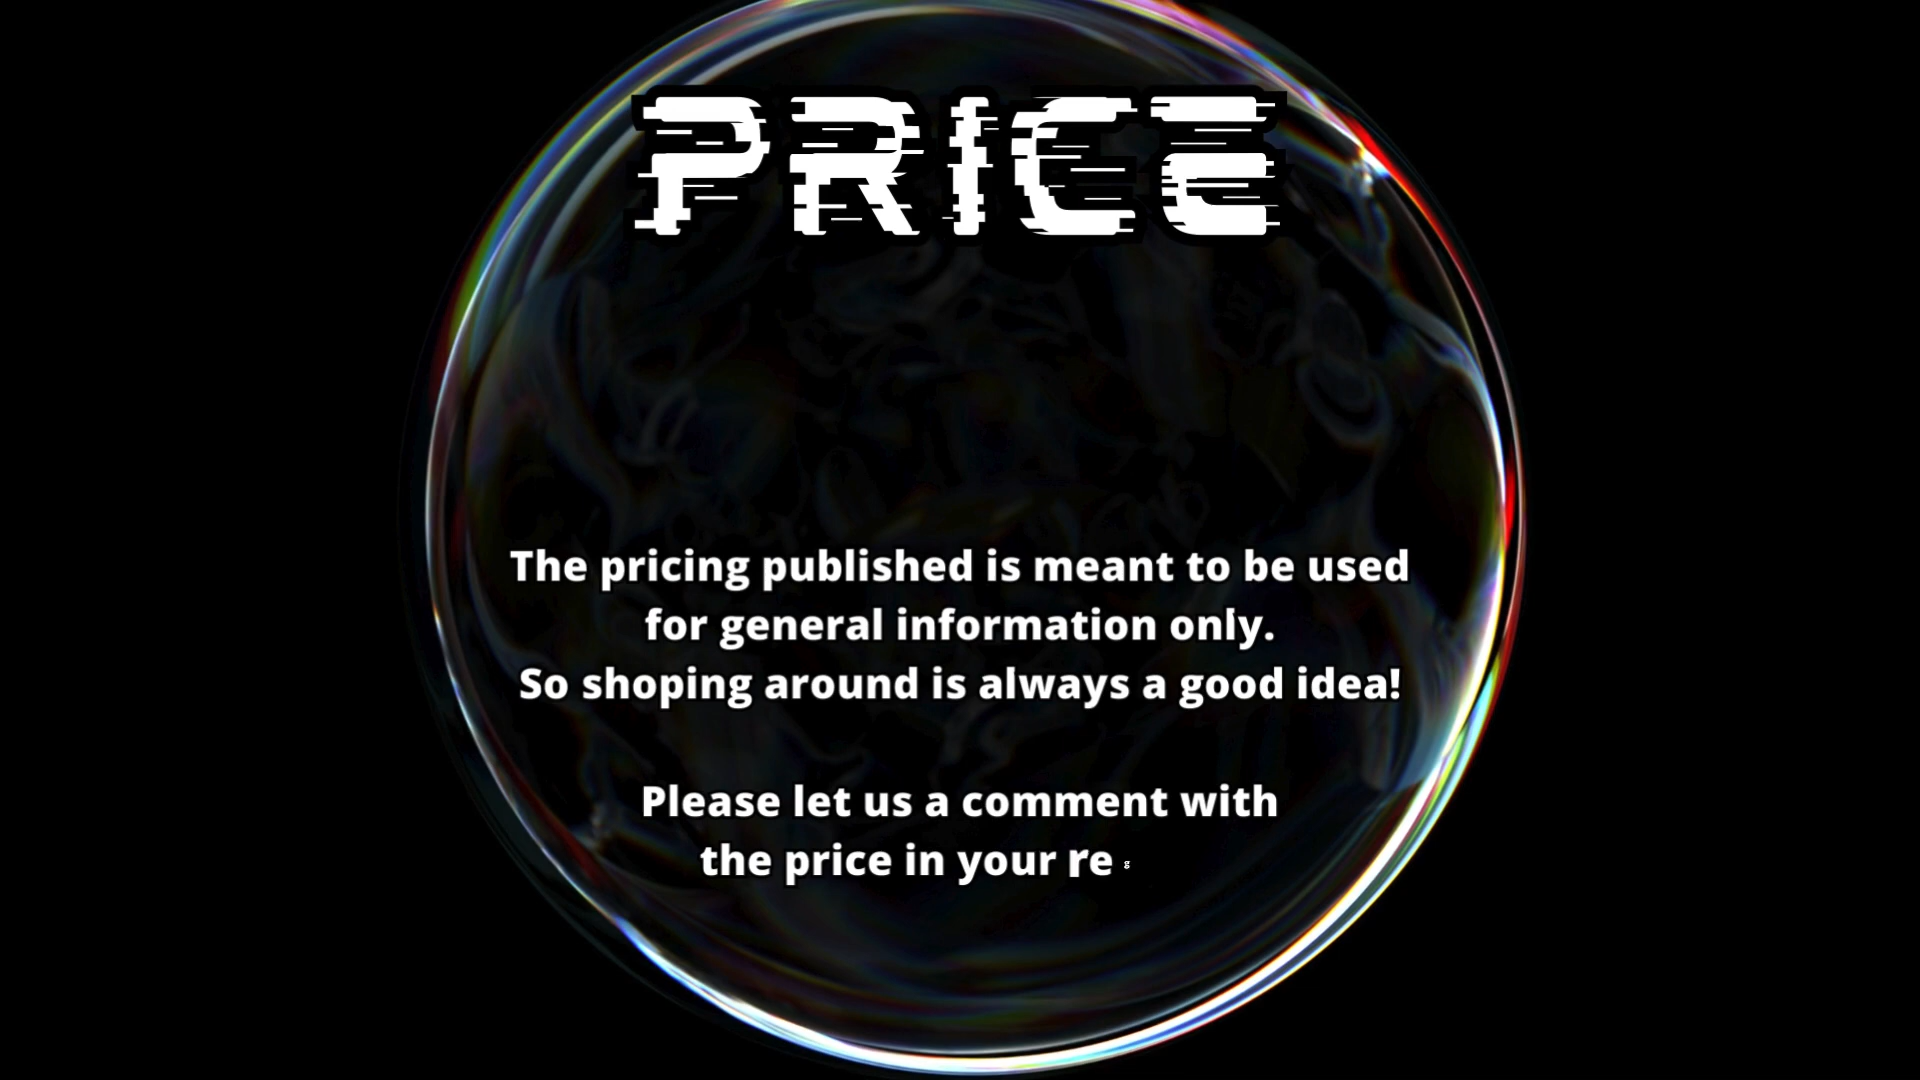 PRICE
The pricing published is meant to be used
for general information only.
So shoping around is always a good idea!
Please let us a comment with
the price in your reg